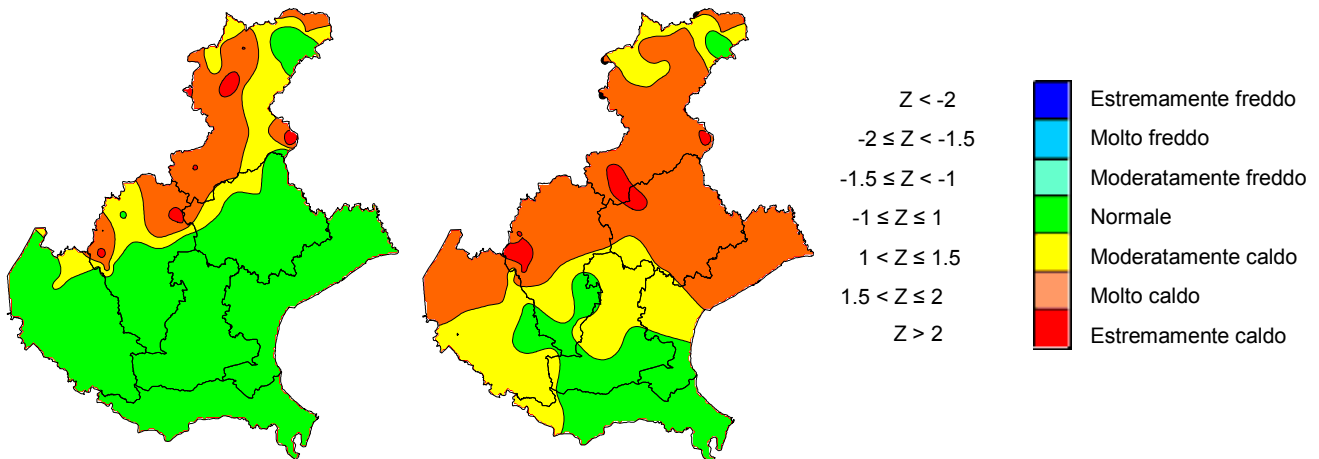 Z < -2 Estremamente freddo
-2 ≤ Z < -1.5 Molto freddo
-1.5 ≤ Z < -1 Moderatamente freddo
-1 ≤ Z ≤ 1 Normale
1 < Z ≤ 1.5 Moderatamente caldo
1.5 < Z ≤ 2 Molto caldo
Z > 2 Estremamente caldo